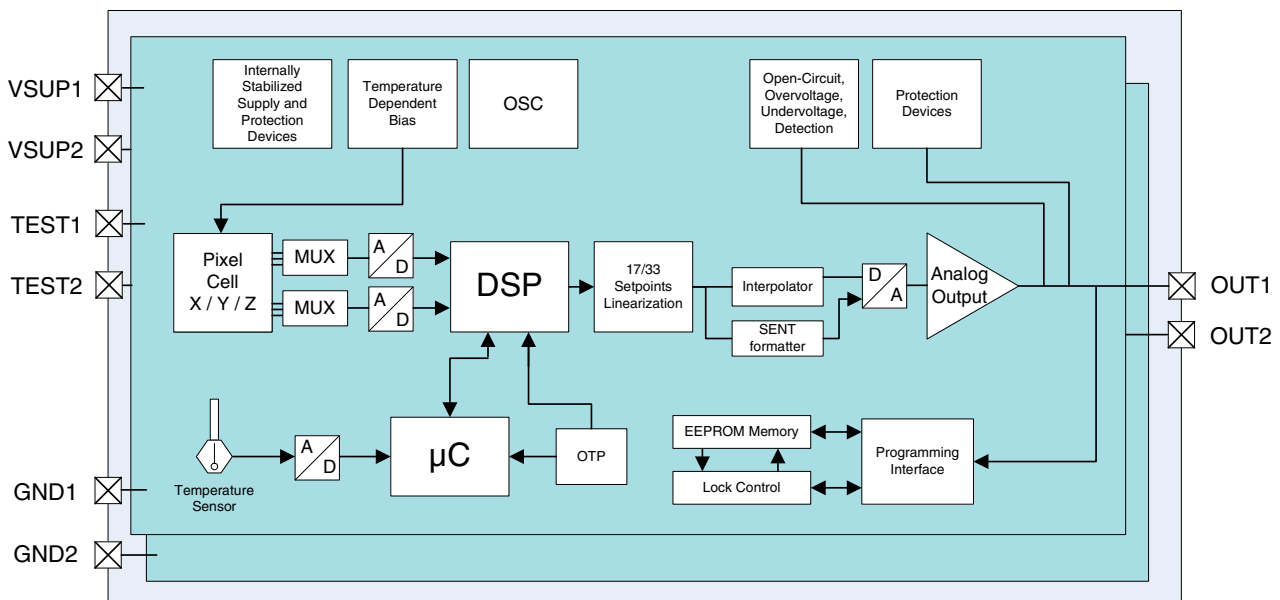 VSUP1
VSUP2
TEST1
TEST2
GND1
GND2
Internally
Stabilized
Supply and
Protection
Devices
Temperature
Dependent
Bias
OSC
Open-Circuit,
Overvoltage,
Undervoltage,
Detection
Protection
Devices
Pixel
Cell
X / Y / Z
MUX
A
D
MUX
A
D
DSP
17/33
Setpoints
Linearization
Interpolator
SENT
formatter
D
A
Analog
Output
OUT1
OUT2
Temperature
Sensor
A
D
µC
OTP
EEPROM Memory
Lock Control
Programming
Interface